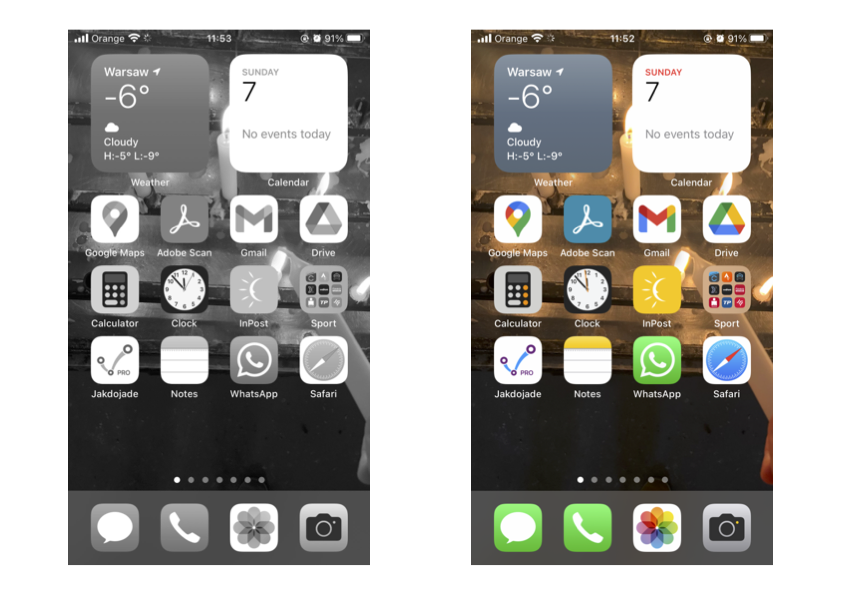 Orange 11:53 91%
Warsaw
-6°
Cloudy
H:-5° L:-9°
Weather
SUNDAY
7
No events today
Calendar
Google Maps Adobe Scan Gmail Drive
Calculator Clock InPost Sport
PRO
Jakdojade Notes WhatsApp Safari
Orange 11:52 91%
Warsaw
-6°
Cloudy
H:-5° L:-9°
Weather
SUNDAY
7
No events today
Calendar
Google Maps Adobe Scan Gmail Drive
Calculator Clock InPost Sport
PRO
Jakdojade Notes WhatsApp Safari